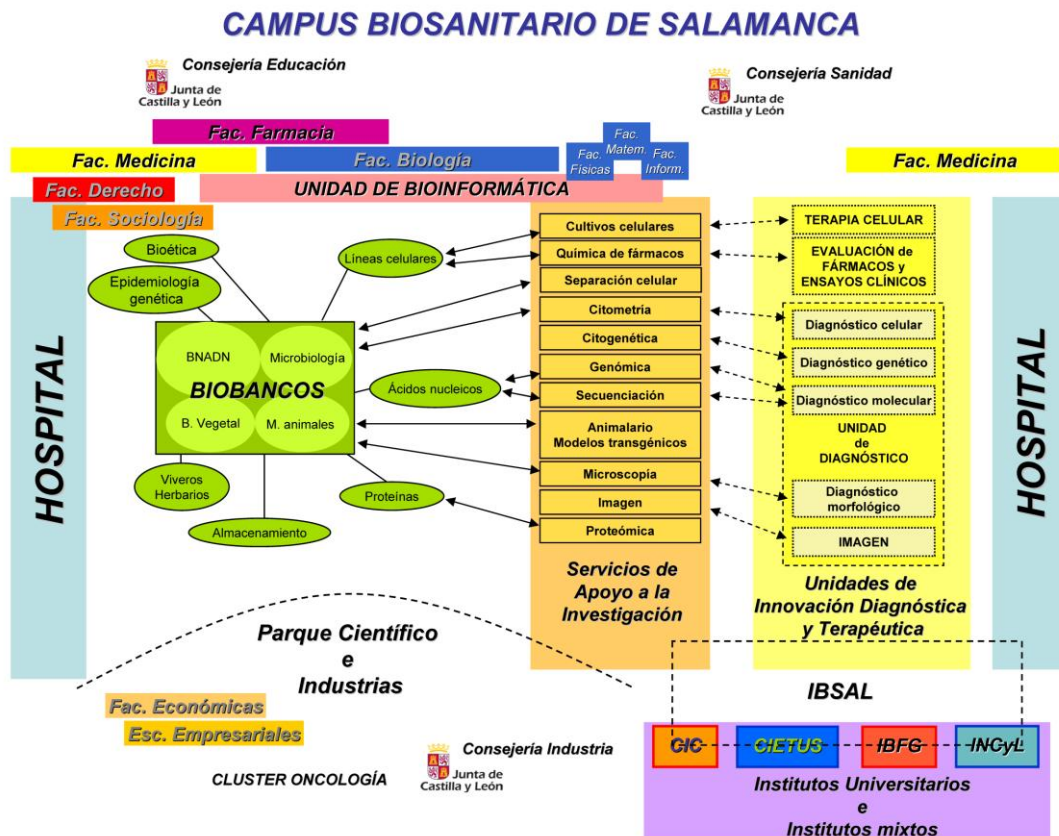 CAMPUS BIOSANITARIO DE SALAMANCA
Consejería Educación
Junta de
Castilla y León
Consejería Sanidad
Junta de
Castilla y León
Fac. Farmacia
Fac. Medicina
Fac. Biología
Fac.
Físicas
Fac.
Matem.
Fac.
Inform.
Fac. Medicina
Fac. Derecho
UNIDAD DE BIOINFORMÁTICA
Fac. Sociología
HOSPITAL
Bioética
Epidemiología
genética
Líneas celulares
BNADN
Microbiología
BIOBANCOS
B. Vegetal
M. animales
Ácidos nucleicos
Viveros
Herbarios
Proteínas
Almacenamiento
Cultivos celulares
Química de fármacos
Separación celular
Citometría
Citogenética
Genómica
Secuenciación
Animalario
Modelos transgénicos
Microscopía
Imagen
Proteómica
Servicios de
Apoyo a la
Investigación
TERAPIA CELULAR
EVALUACIÓN de
FÁRMACOS y
ENSAYOS CLÍNICOS
Diagnóstico celular
Diagnóstico genético
Diagnóstico molecular
UNIDAD
de
DIAGNÓSTICO
Diagnóstico
morfológico
IMAGEN
Unidades de
Innovación Diagnóstica
y Terapéutica
HOSPITAL
Parque Científico
e
Industrias
Fac. Económicas
Esc. Empresariales
CLUSTER ONCOLOGÍA
Consejería Industria
Junta de
Castilla y León
IBSAL
CIC
CIETUS
IBFG
INCyL
Institutos Universitarios
e
Institutos mixtos